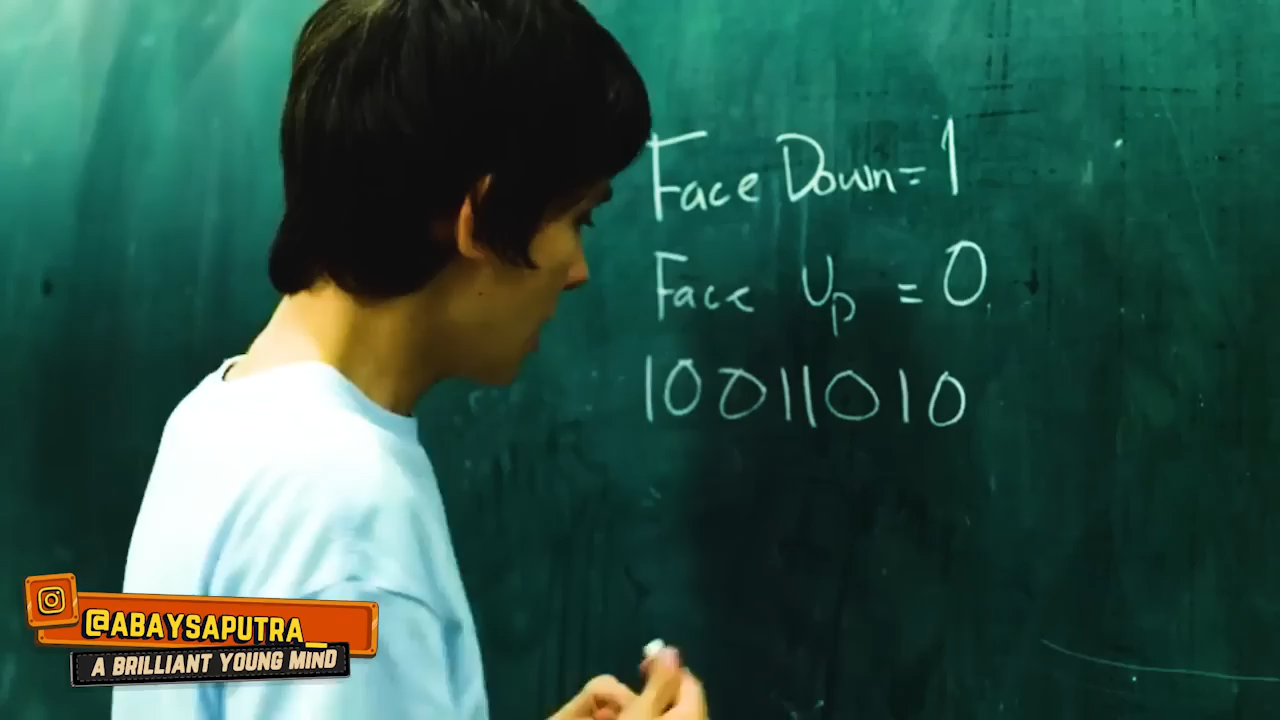 Face Down = 1
Face Up = 0
10011010
@ABAYSAPUTRA_
A BRILLIANT YOUNG MIND